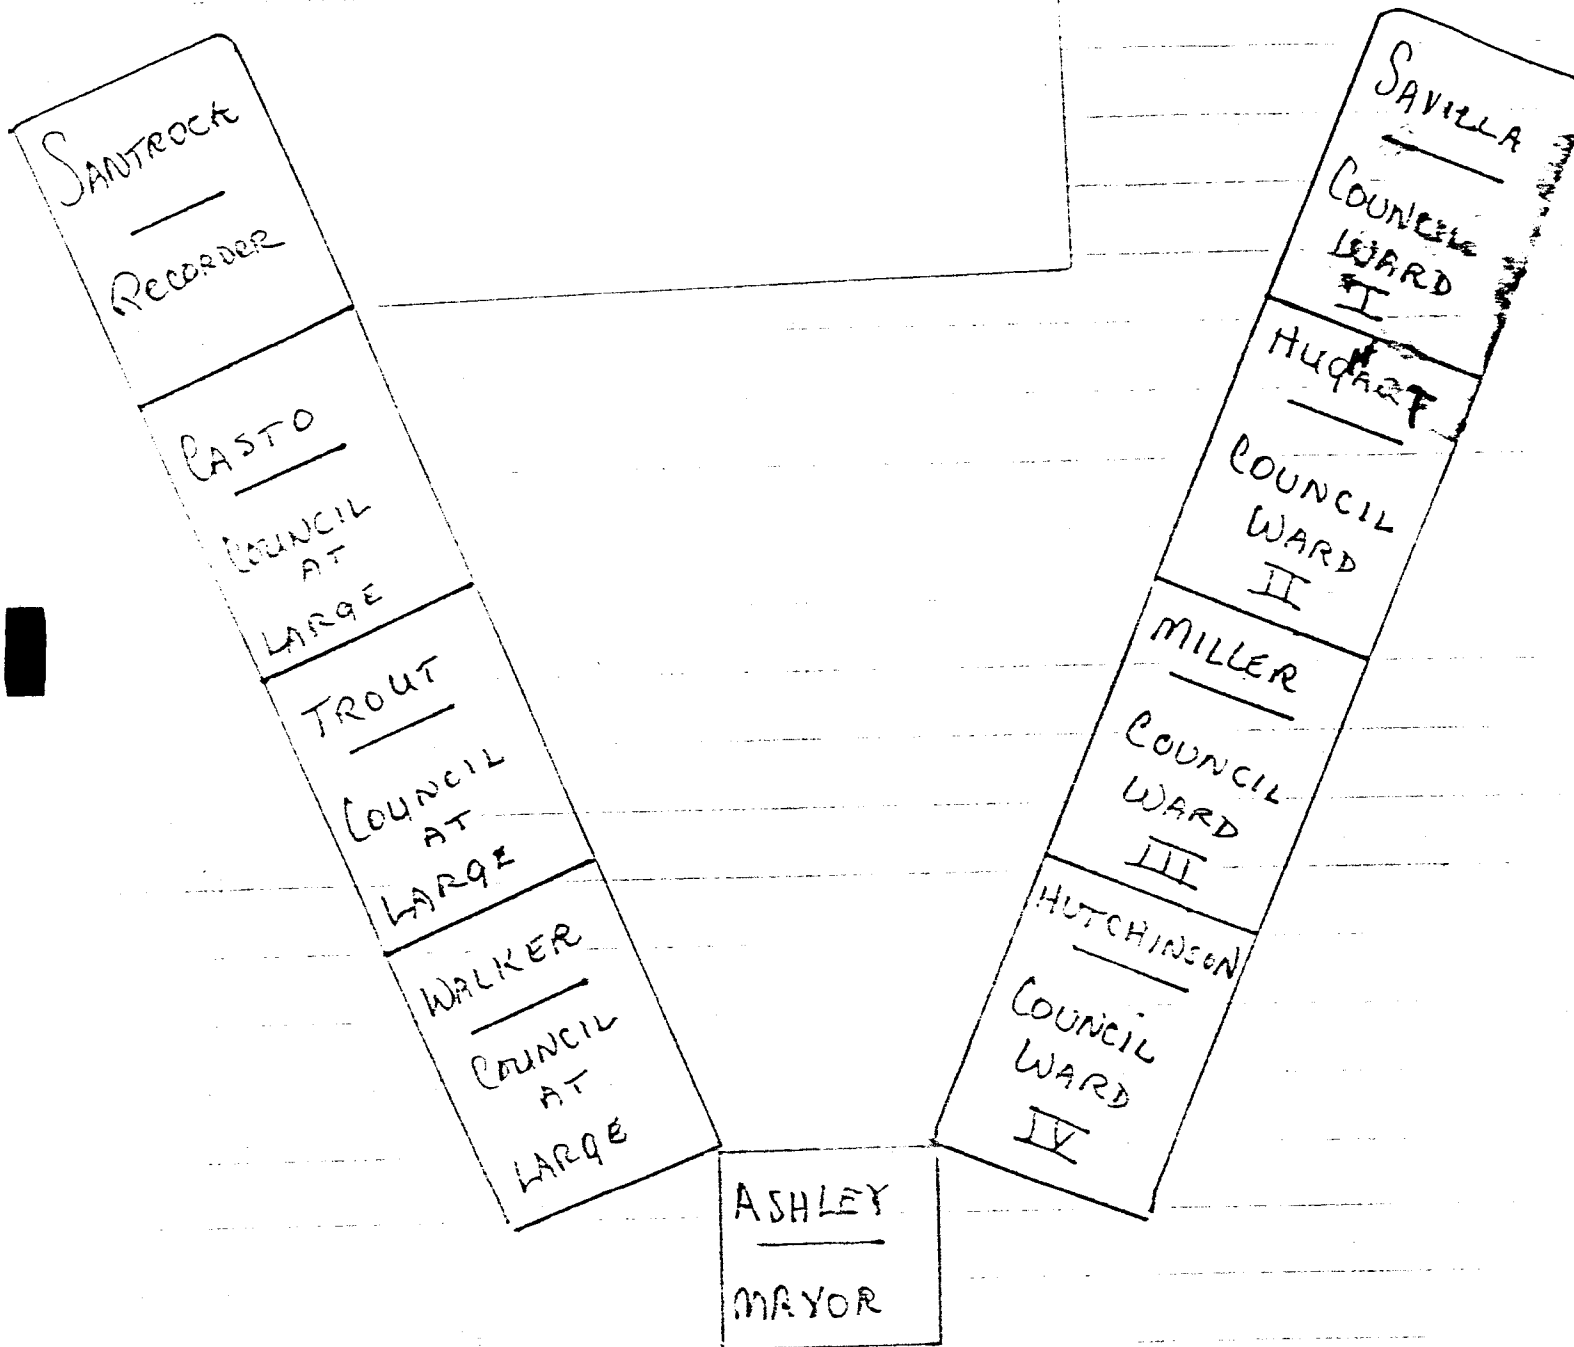 SANTROCK
RECORDER
CASTO
COUNCIL
AT
LARGE
TROUT
COUNCIL
AT
LARGE
WALKER
COUNCIL
AT
LARGE
ASHLEY
MAYOR
SAVILLA
COUNCIL
WARD
I
HUGHART
COUNCIL
WARD
II
MILLER
COUNCIL
WARD
III
HUTCHINSON
COUNCIL
WARD
IV